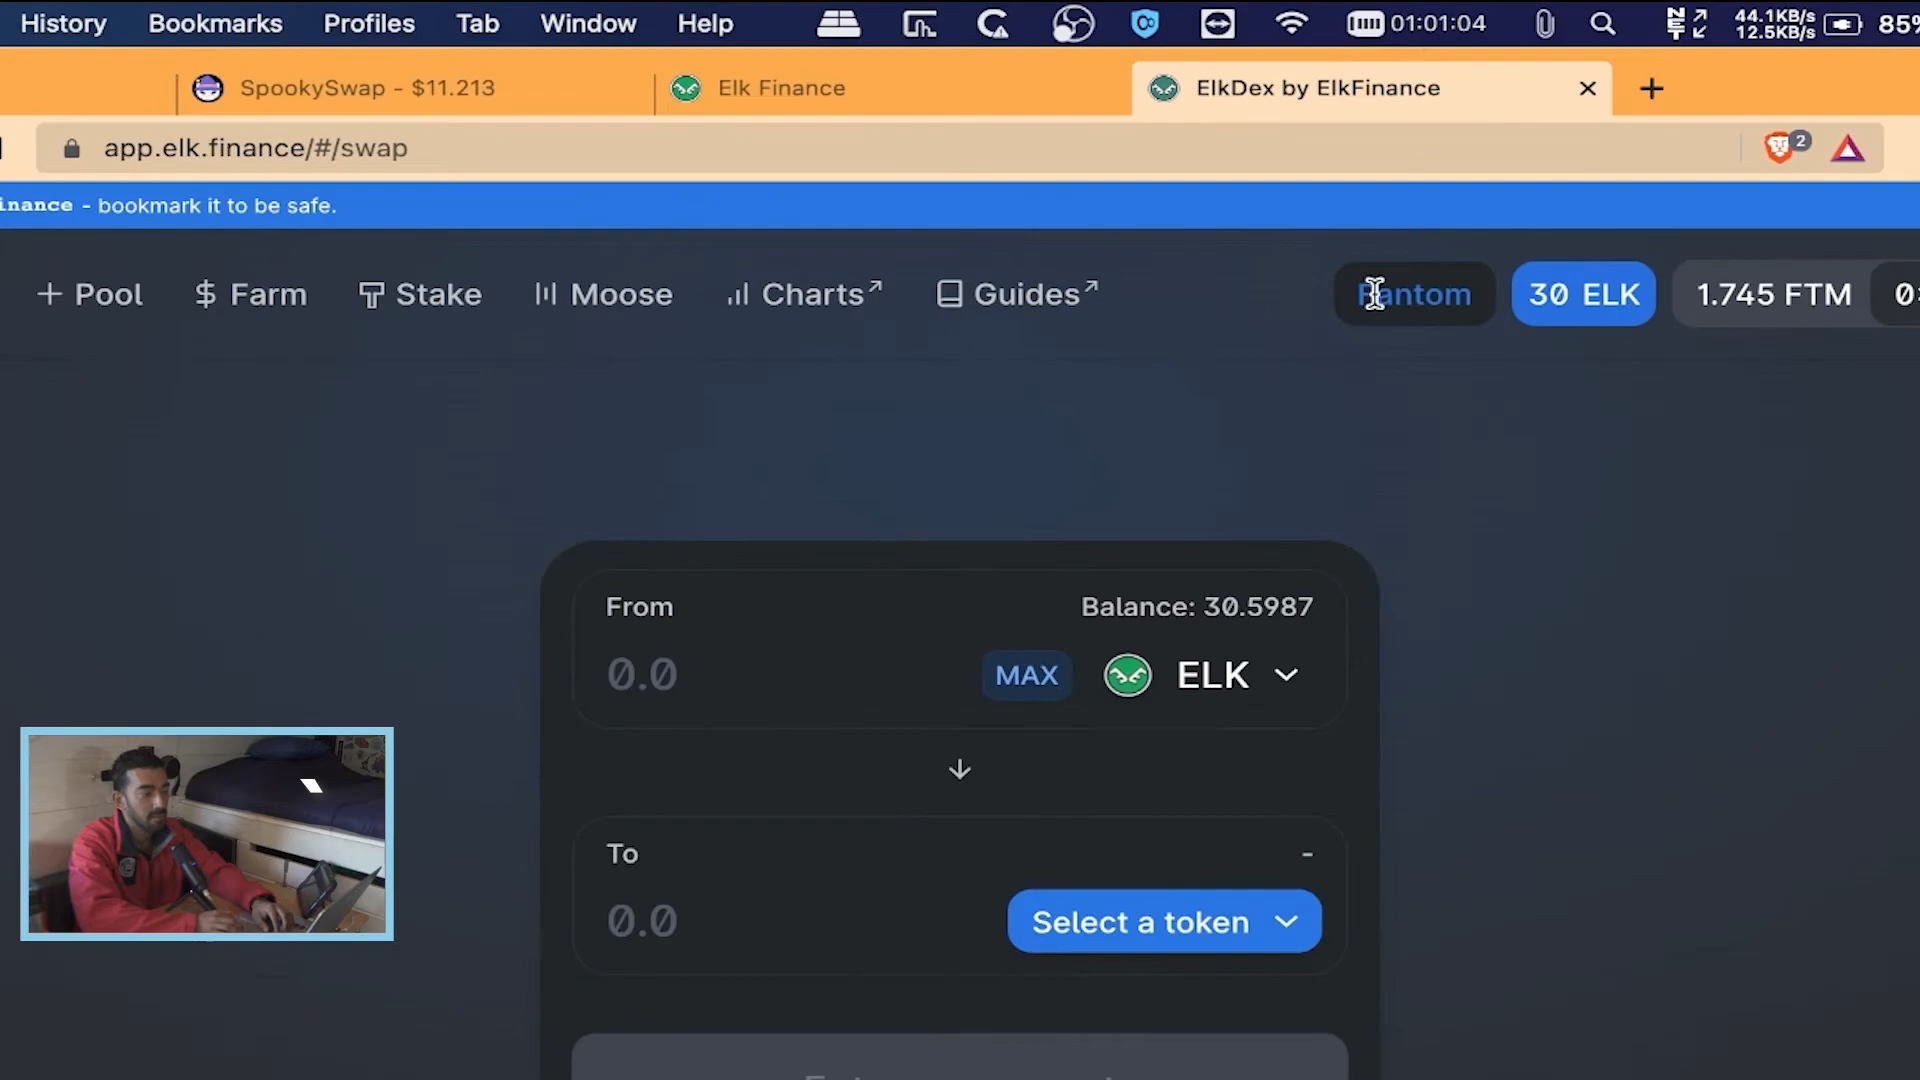 History Bookmarks Profiles Tab Window Help 01:01:04 44.1KB/s 12.5KB/s 85%
SpookySwap - $11.213 Elk Finance ElkDex by ElkFinance
app.elk.finance/#/swap 2
inance - bookmark it to be safe.
Pool Farm Stake Moose Charts Guides Fantom 30 ELK 1.745 FTM
From Balance: 30.5987
0.0 MAX ELK
To -
0.0 Select a token